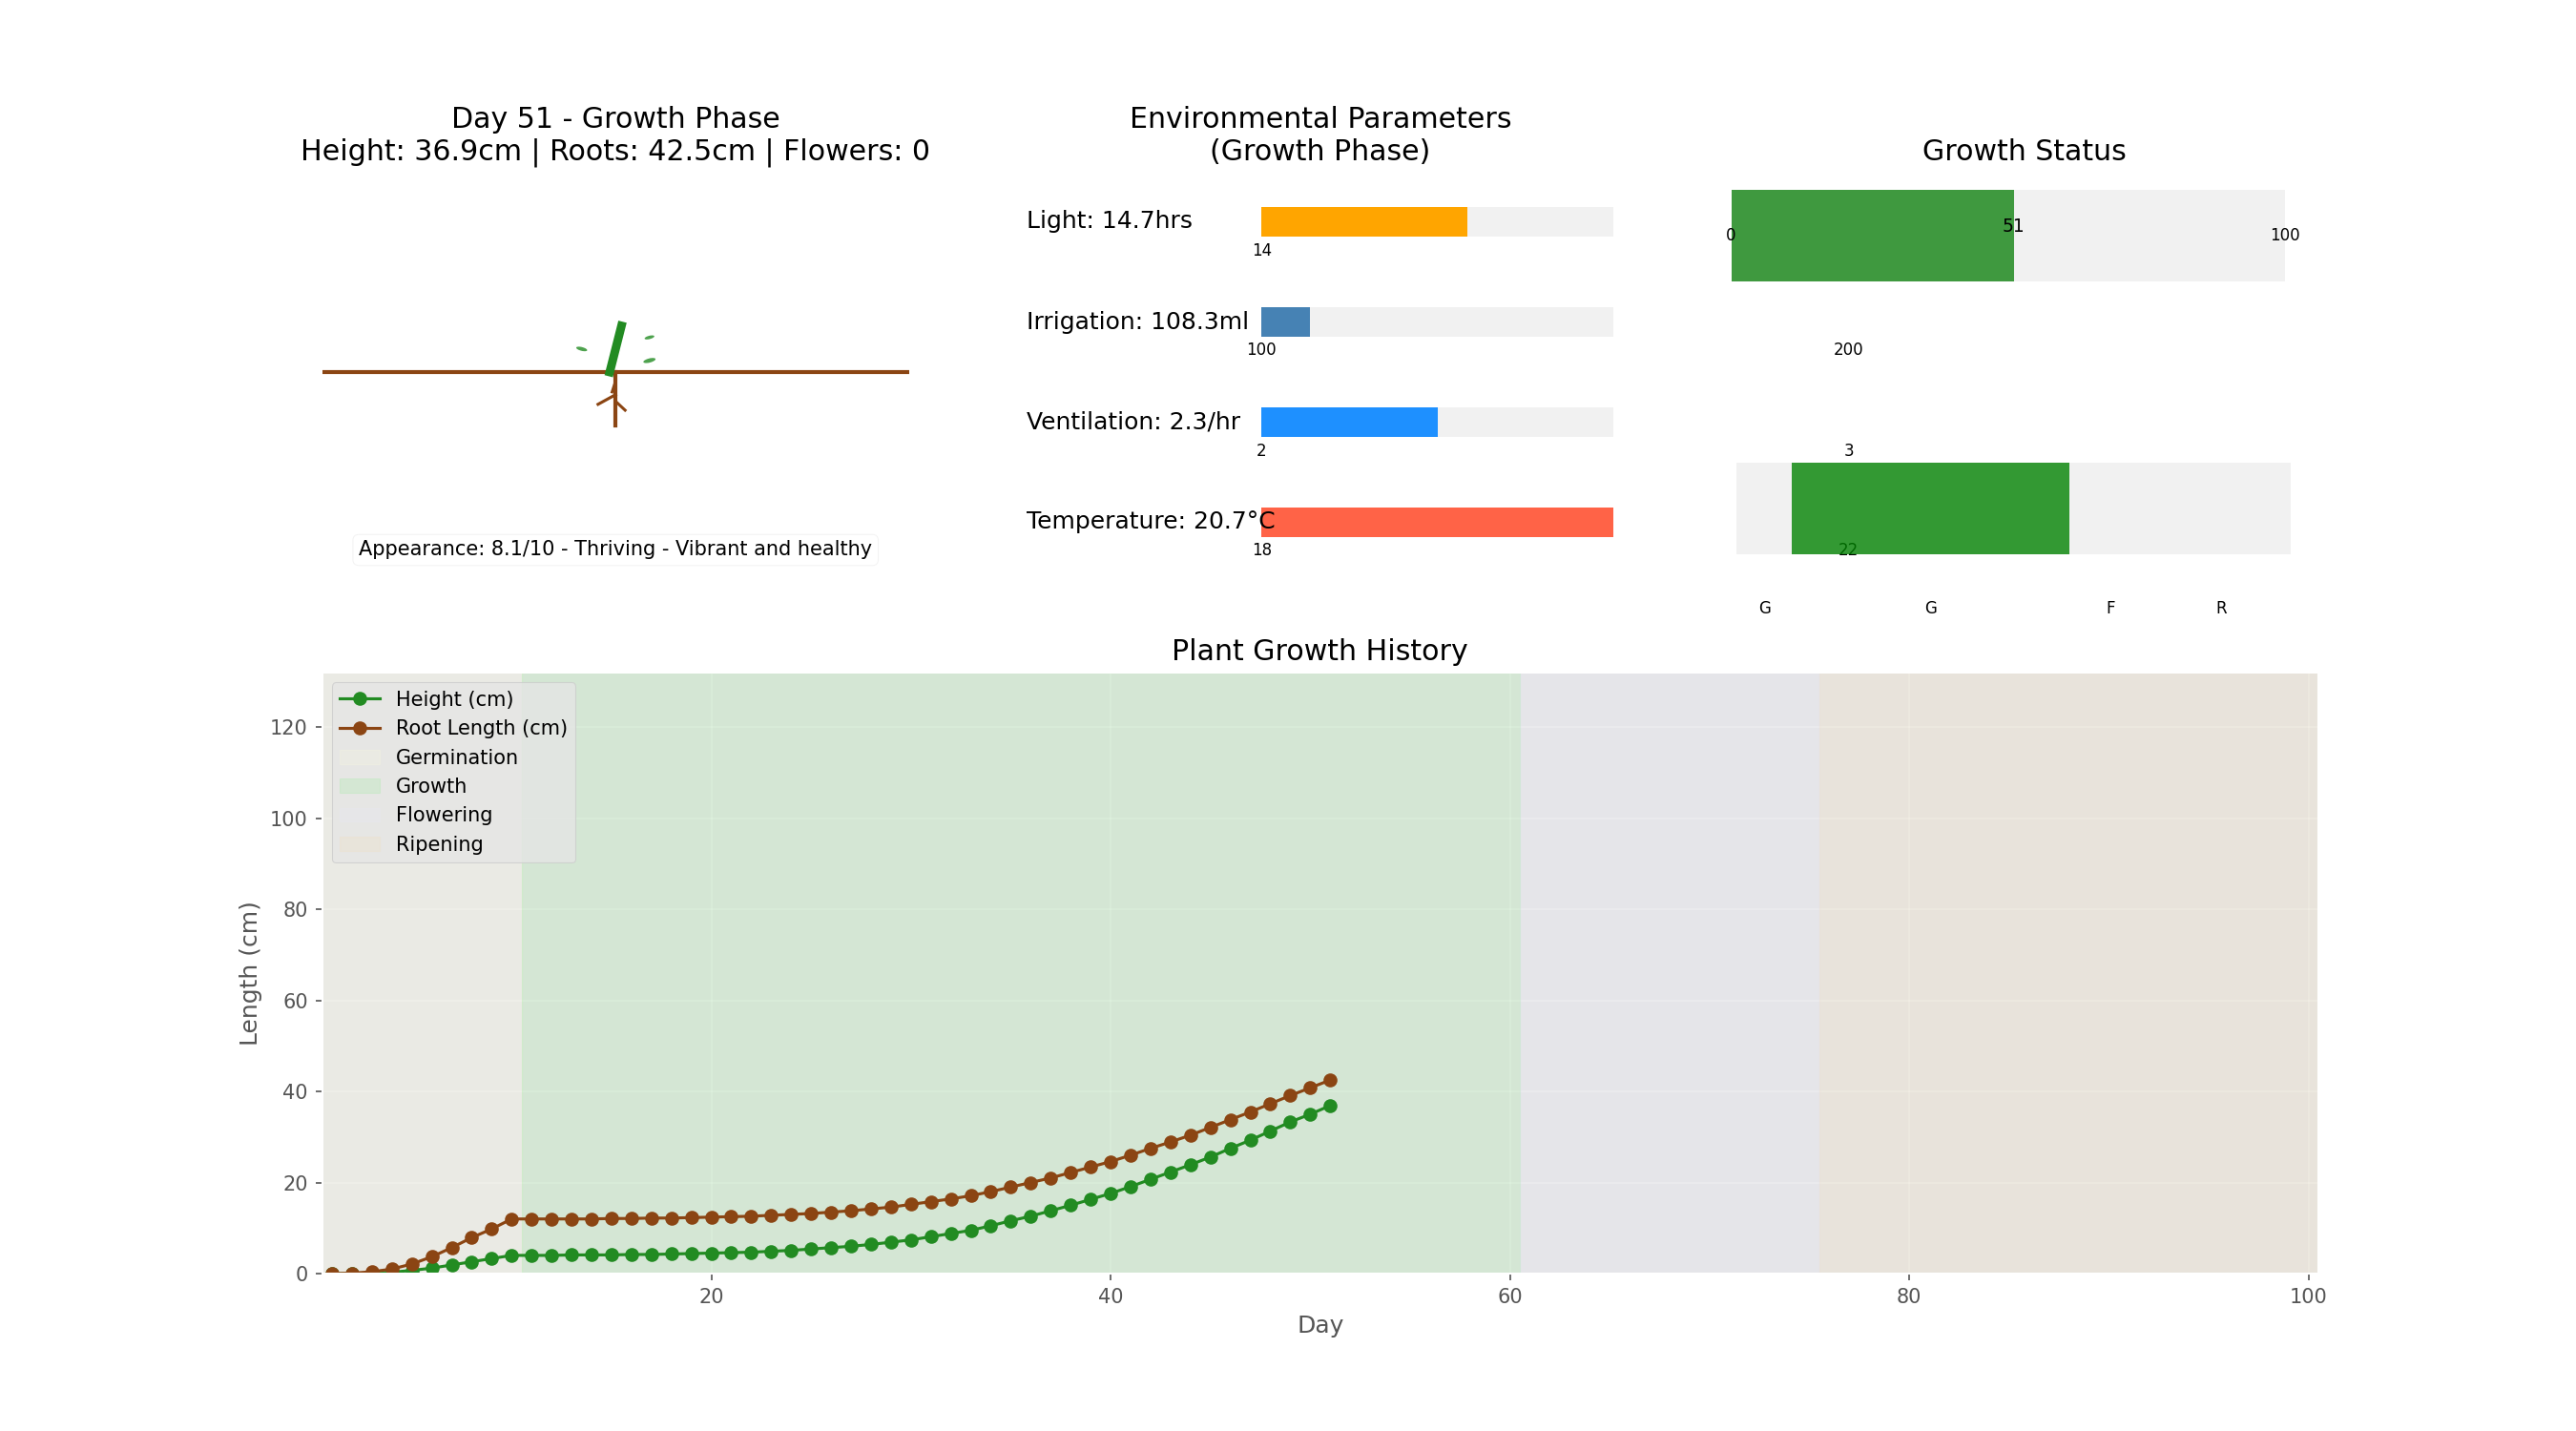 Day 51 - Growth Phase
Height: 36.9cm | Roots: 42.5cm | Flowers: 0
Environmental Parameters
(Growth Phase)
Growth Status
Light: 14.7hrs
14
0
51
100
Irrigation: 108.3ml
100
200
Ventilation: 2.3/hr
2
3
Temperature: 20.7°C
18
22
Appearance: 8.1/10 - Thriving - Vibrant and healthy
G
G
F
R
Plant Growth History
Height (cm)
Root Length (cm)
Germination
Growth
Flowering
Ripening
Length (cm)
120
100
80
60
40
20
0
20
40
60
80
100
Day